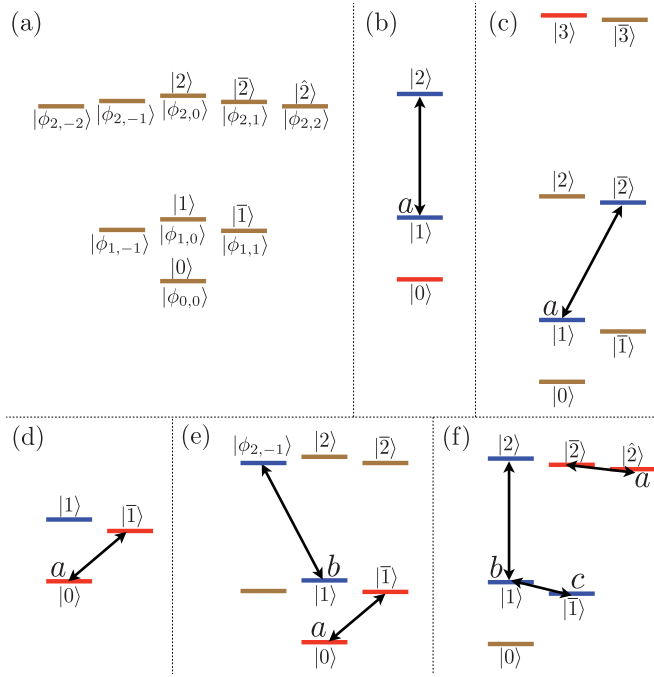 (a)
|2⟩ |2̅⟩ |2̂⟩
|ϕ₂,₋₂⟩ |ϕ₂,₋₁⟩ |ϕ₂,₀⟩ |ϕ₂,₁⟩ |ϕ₂,₂⟩
|1⟩ |1̅⟩
|ϕ₁,₋₁⟩ |ϕ₁,₀⟩ |ϕ₁,₁⟩
|0⟩
|ϕ₀,₀⟩
(b)
|2⟩
a
|1⟩
|0⟩
(c)
|3⟩ |3̅⟩
|2⟩ |2̅⟩
a
|1⟩ |1̅⟩
|0⟩
(d)
|1⟩ |1̅⟩
a
|0⟩
(e)
|ϕ₂,₋₁⟩ |2⟩ |2̅⟩
b |1̅⟩
|1⟩
a
|0⟩
(f)
|2⟩ |2̅⟩ |2̂⟩
a
b c
|1⟩ |1̅⟩
|0⟩